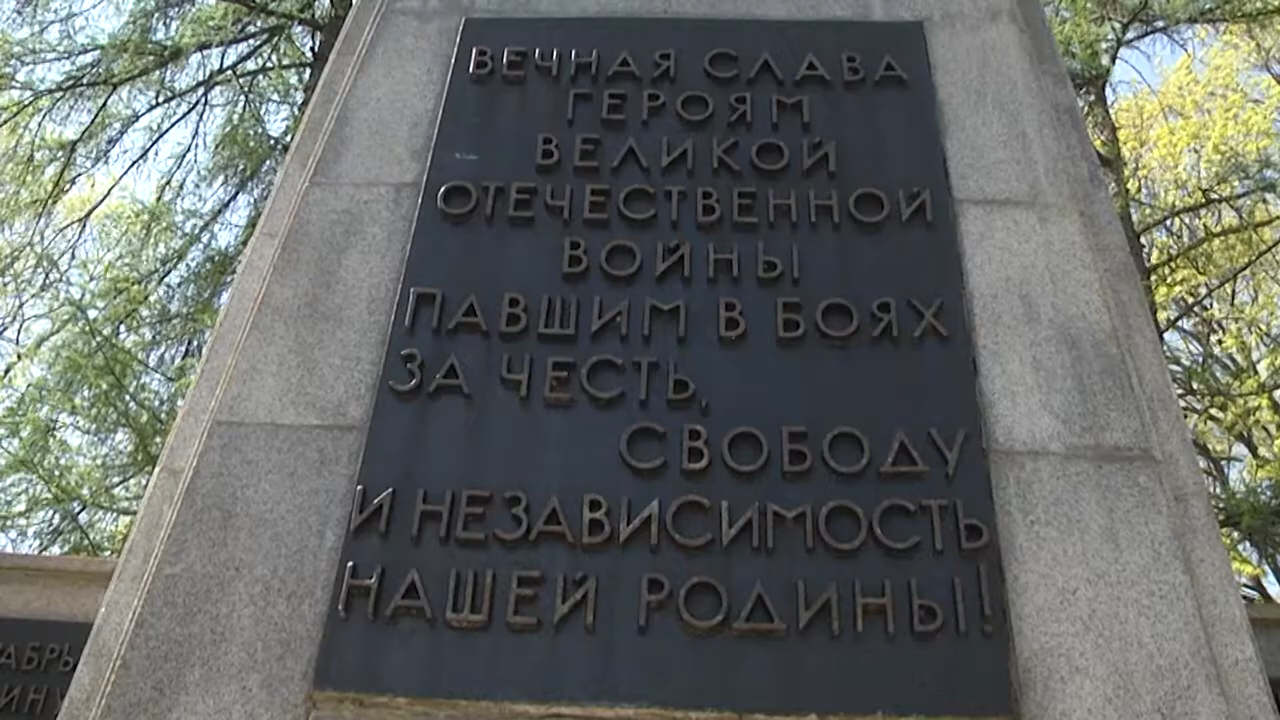 ВЕЧНАЯ СЛАВА
ГЕРОЯМ
ВЕЛИКОЙ
ОТЕЧЕСТВЕННОЙ
ВОЙНЫ
ПАВШИМ В БОЯХ
ЗА ЧЕСТЬ,
СВОБОДУ
И НЕЗАВИСИМОСТЬ
НАШЕЙ РОДИНЫ!